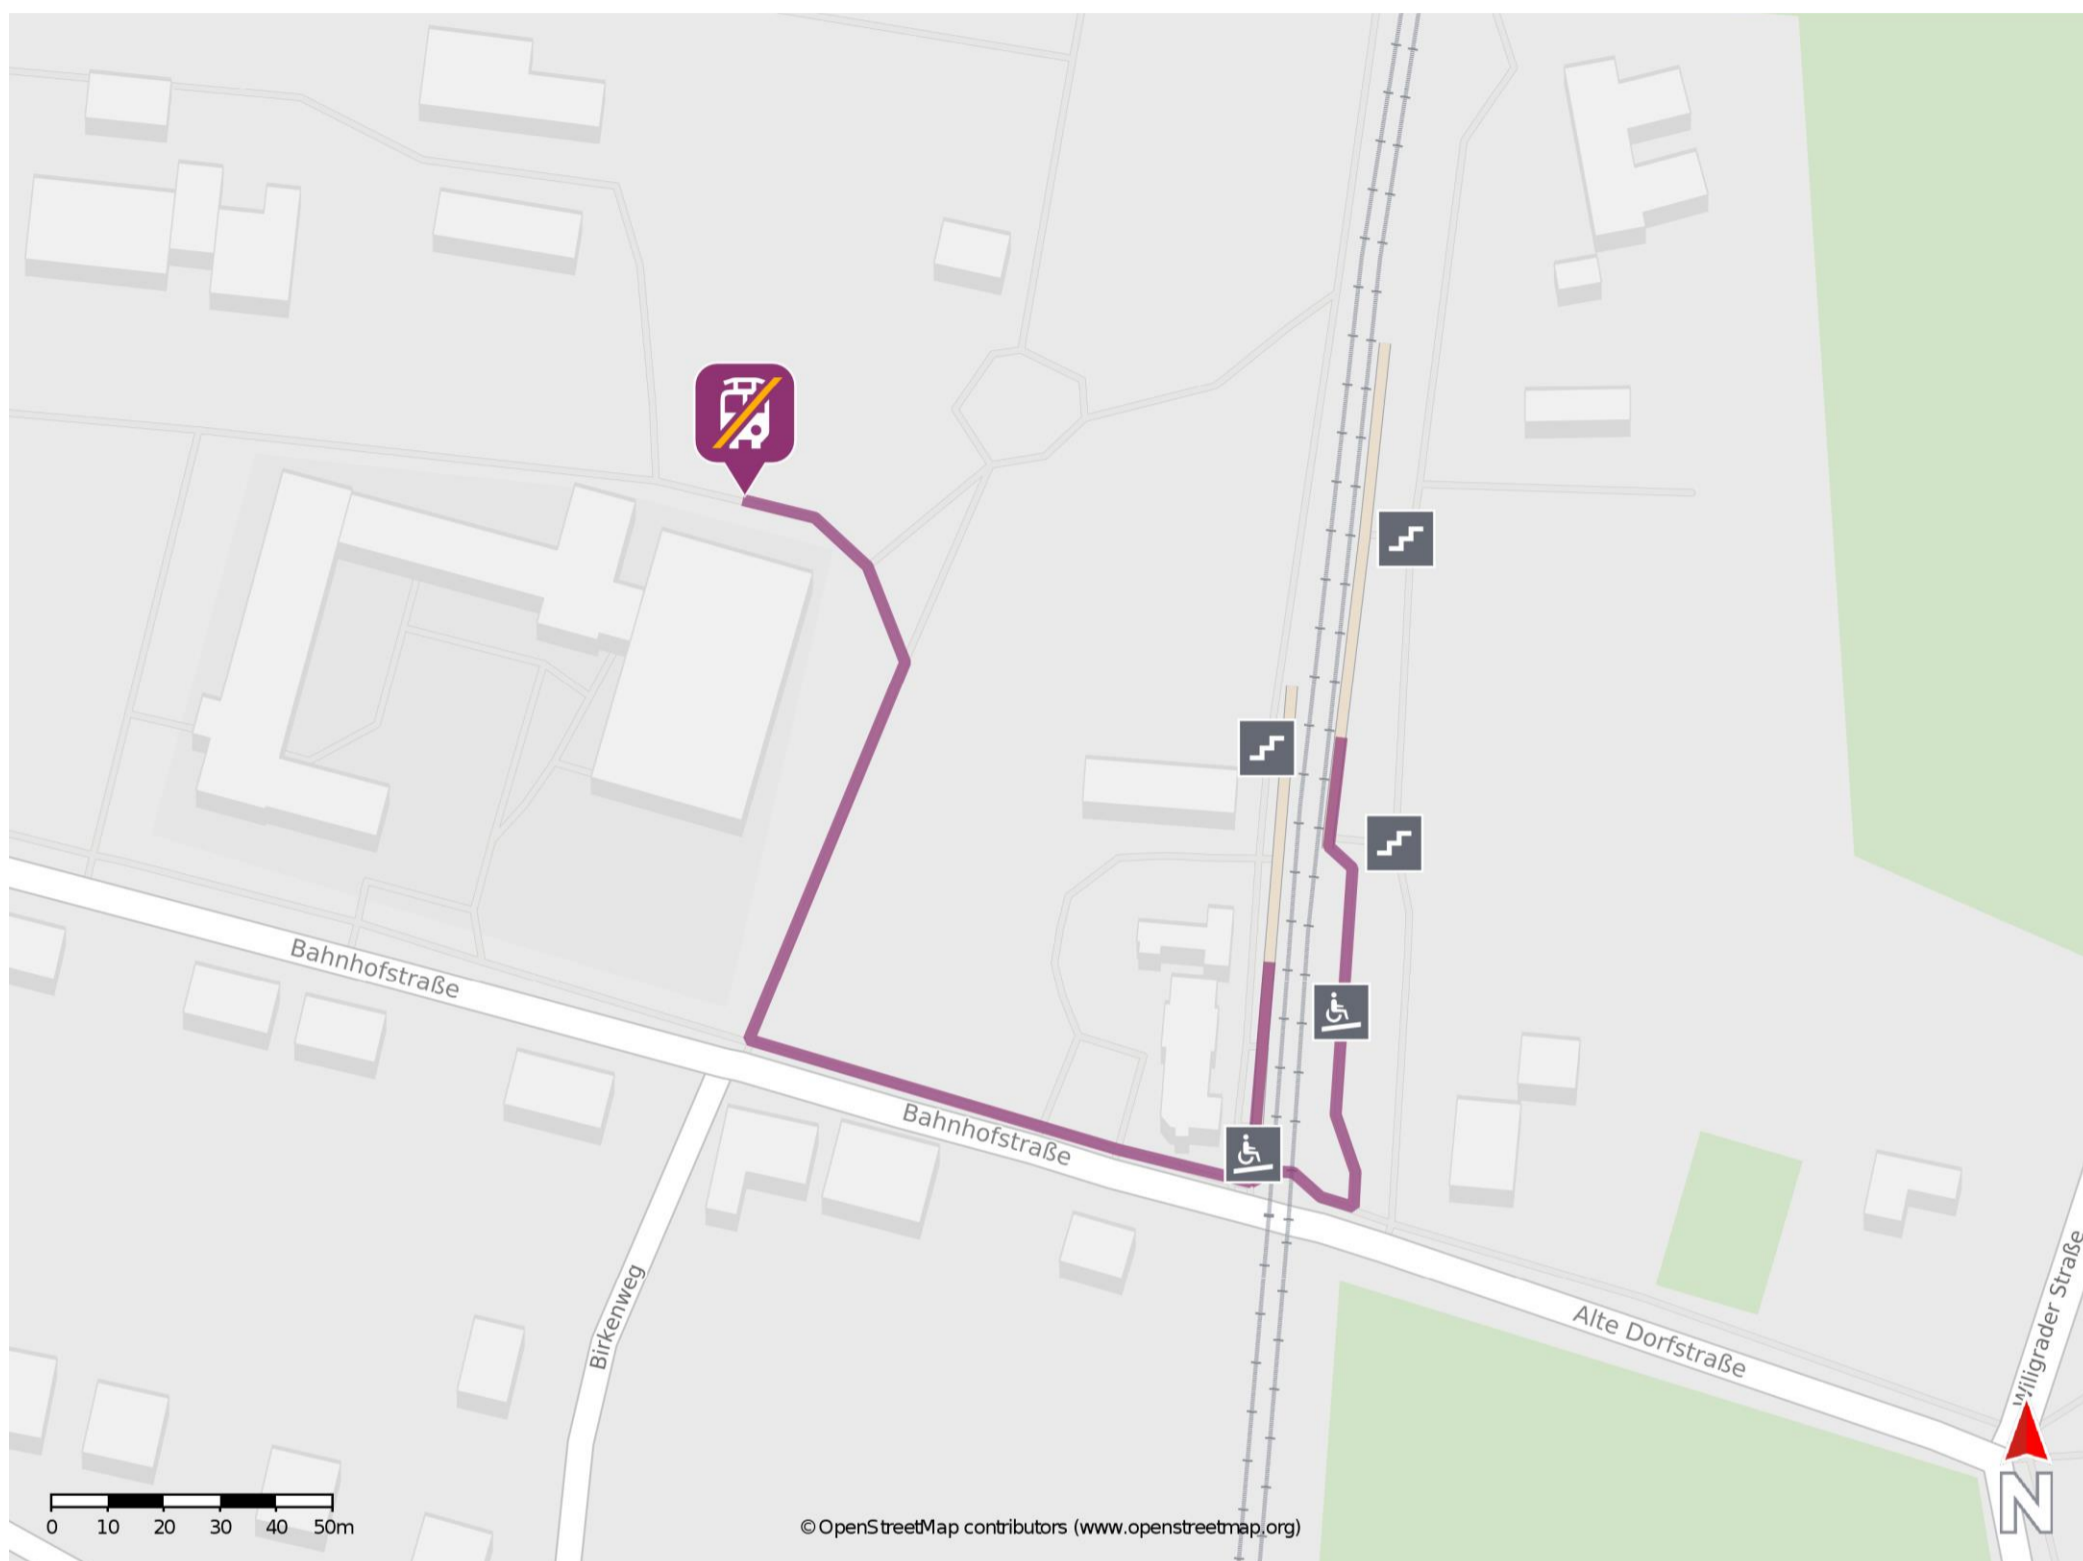 Bahnhofstraße
Bahnhofstraße
Birkenweg
Alte Dorfstraße
Wiligrader Straße
N
0 10 20 30 40 50m
© OpenStreetMap contributors (www.openstreetmap.org)